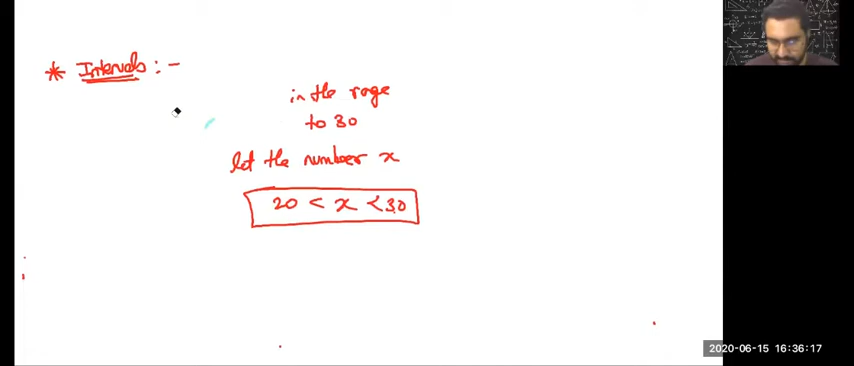 * Intervals : -
in the rage
to 30
let the number x
20 < x < 30
2020-06-15 16:36:17